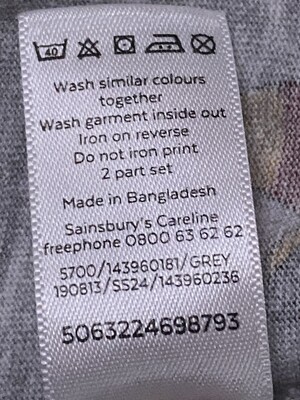 40
Wash similar colours
together
Wash garment inside out
Iron on reverse
Do not iron print
2 part set
Made in Bangladesh
Sainsbury's Careline
freephone 0800 63 62 62
5700/143960181/GREY
190813/SS24/143960236
5063224698793